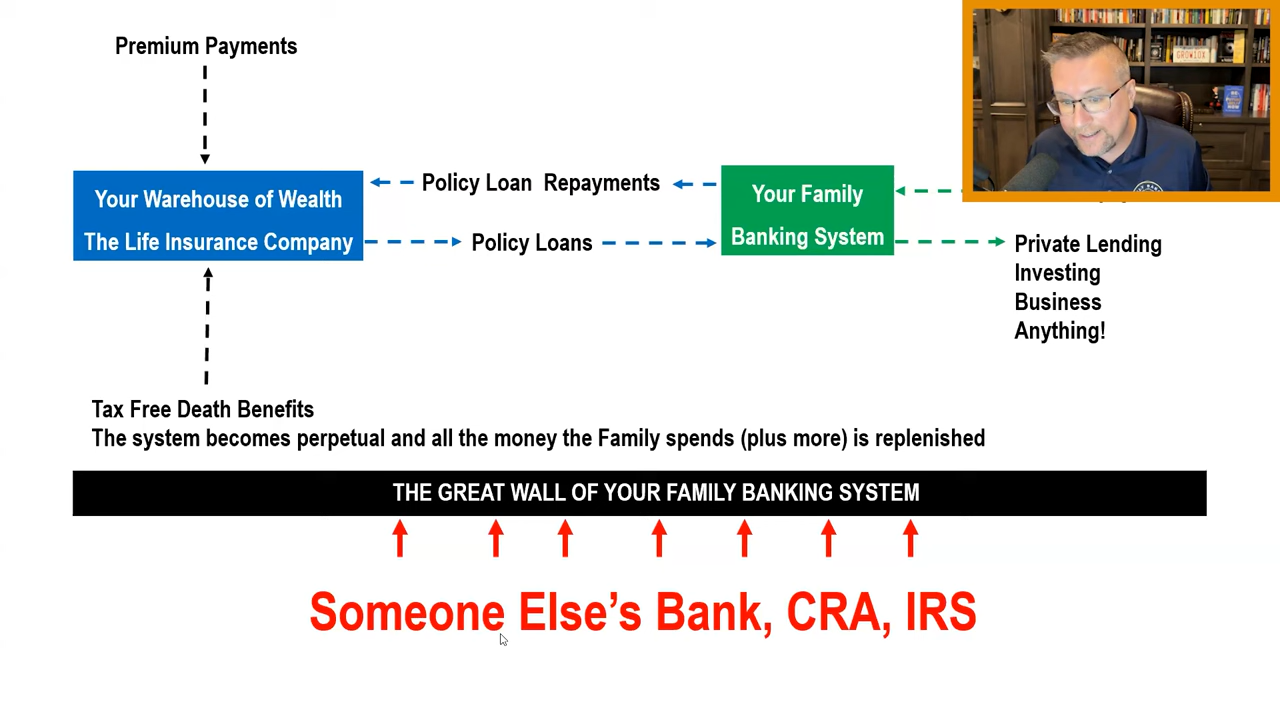 Premium Payments
GROW10X
Your Warehouse of Wealth
The Life Insurance Company
Policy Loan  Repayments
Policy Loans
Your Family
Banking System
Private Lending
Investing
Business
Anything!
Tax Free Death Benefits
The system becomes perpetual and all the money the Family spends (plus more) is replenished
THE GREAT WALL OF YOUR FAMILY BANKING SYSTEM
Someone Else's Bank, CRA, IRS